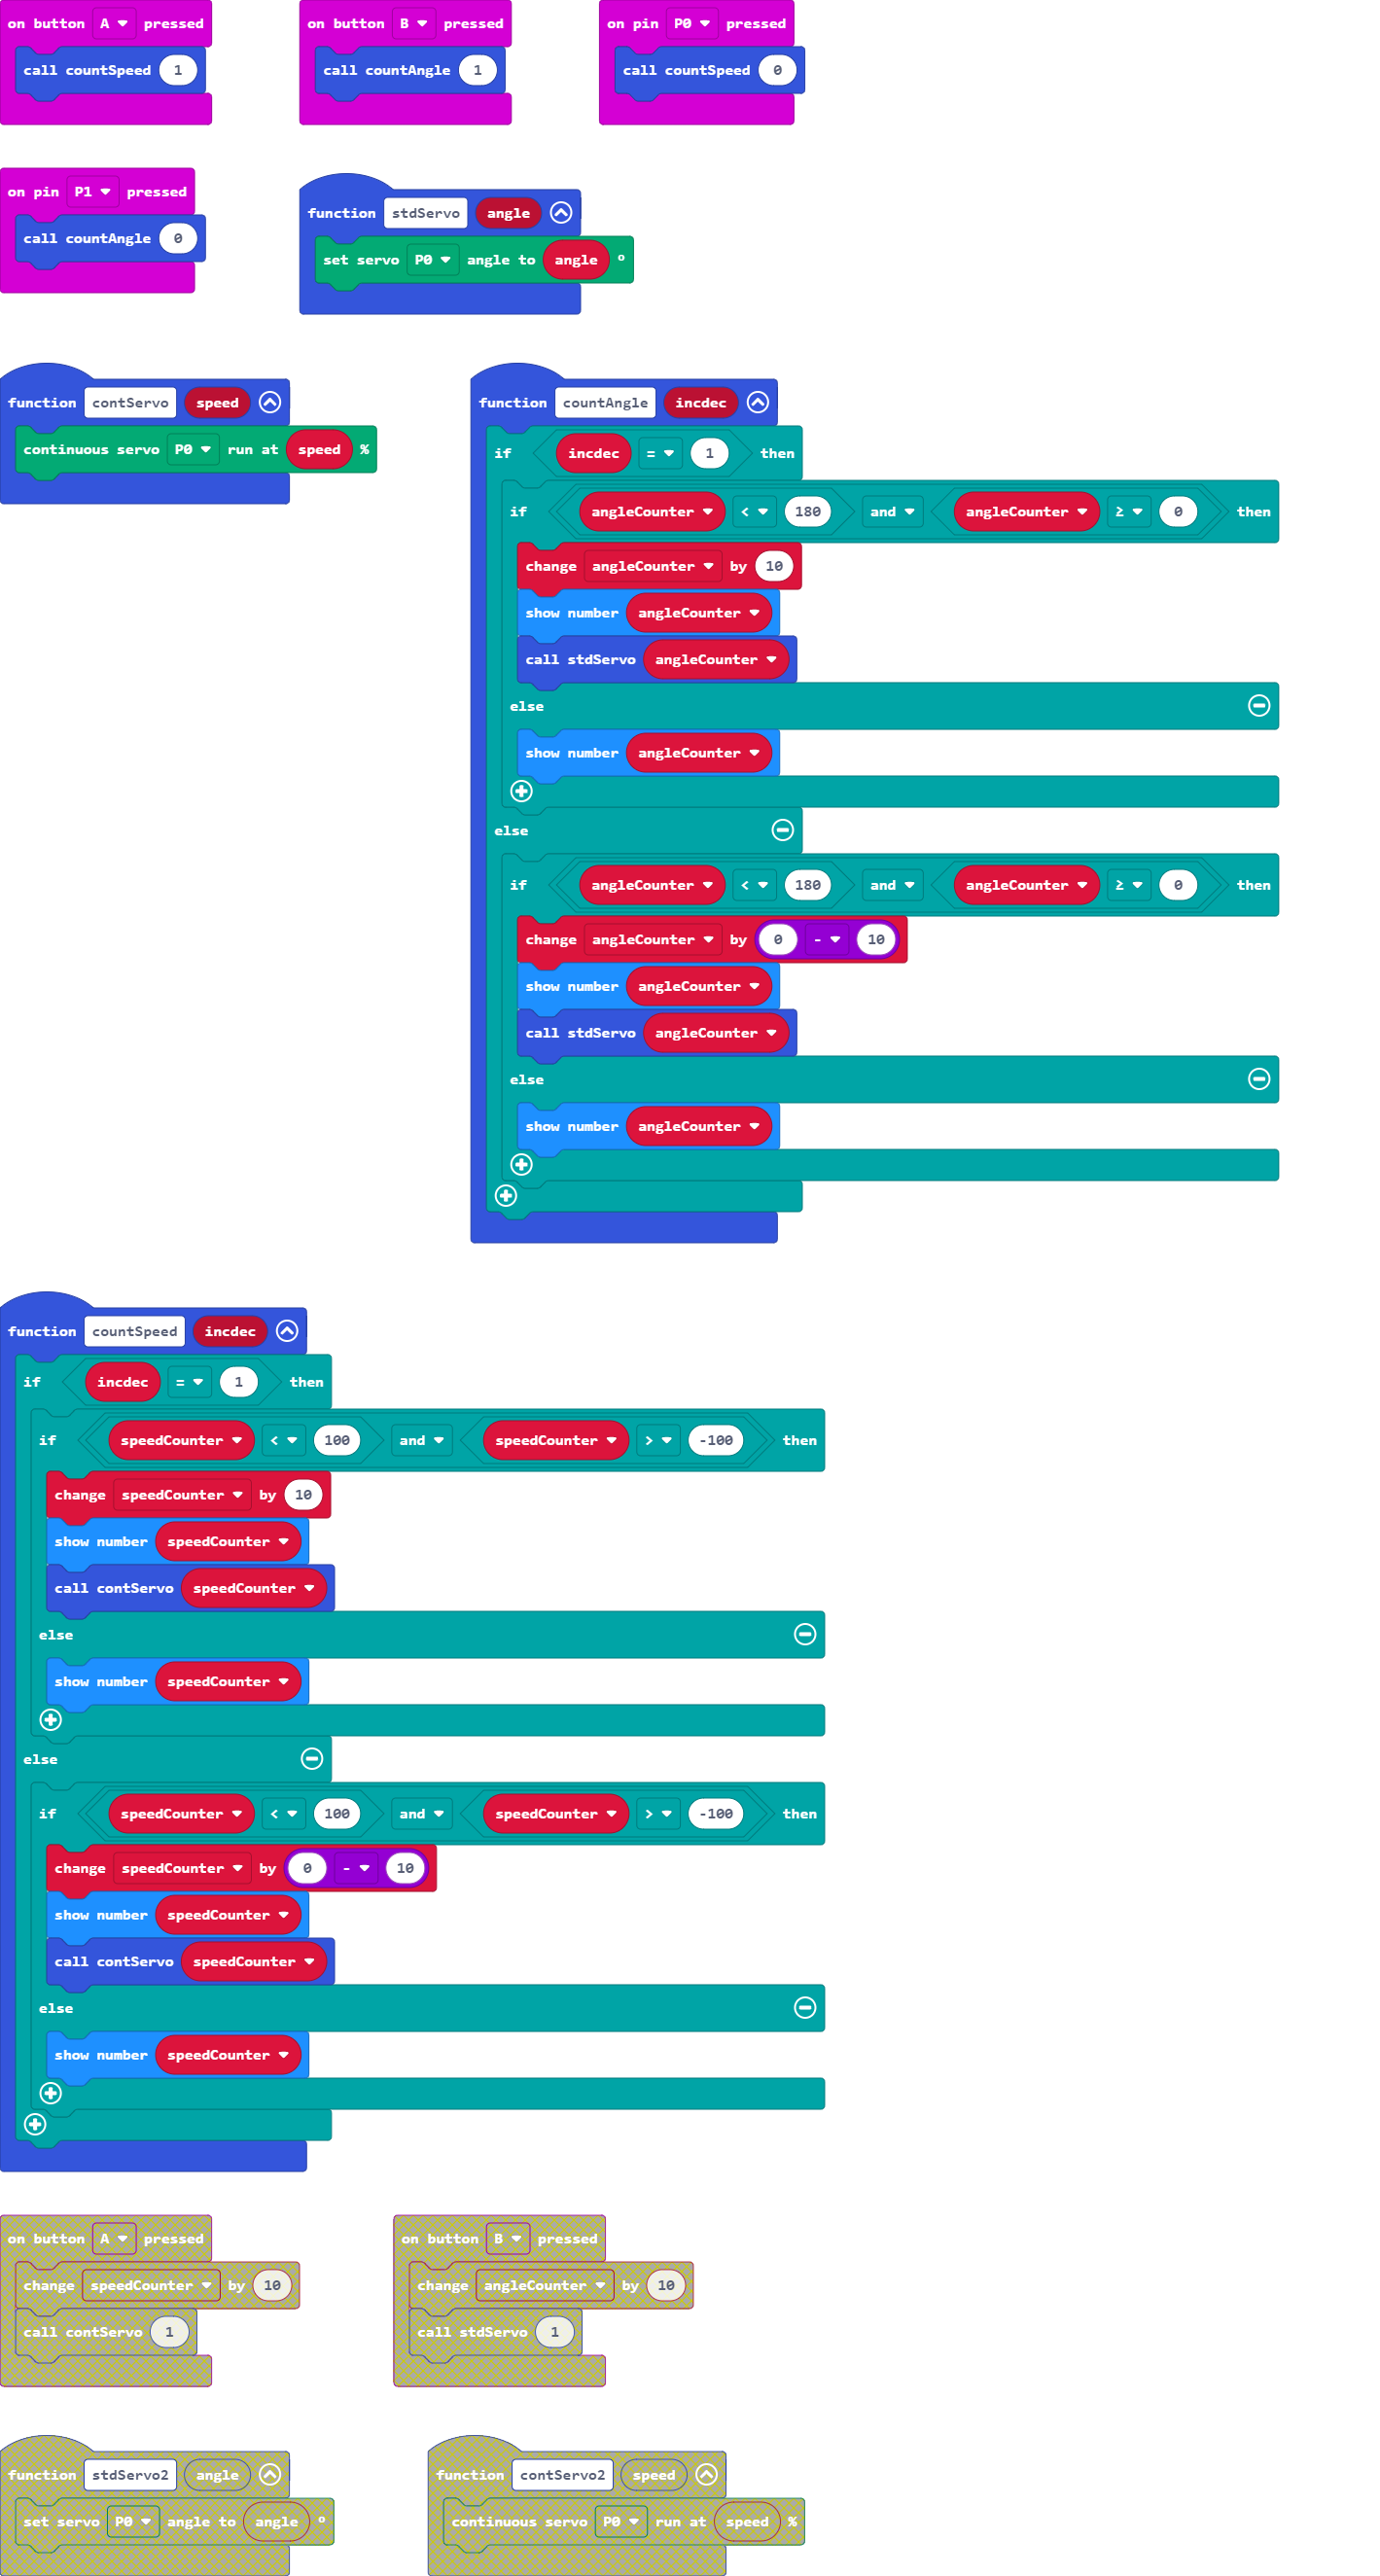 on button A pressed
call countSpeed 1
on button B pressed
call countAngle 1
on pin P0 pressed
call countSpeed 0
on pin P1 pressed
call countAngle 0
function stdServo angle
set servo P0 angle to angle °
function contServo speed
continuous servo P0 run at speed %
function countAngle incdec
if incdec = 1 then
if angleCounter < 180 and angleCounter ≥ 0 then
change angleCounter by 10
show number angleCounter
call stdServo angleCounter
else
show number angleCounter
else
if angleCounter < 180 and angleCounter ≥ 0 then
change angleCounter by 0 - 10
show number angleCounter
call stdServo angleCounter
else
show number angleCounter
function countSpeed incdec
if incdec = 1 then
if speedCounter < 100 and speedCounter > -100 then
change speedCounter by 10
show number speedCounter
call contServo speedCounter
else
show number speedCounter
else
if speedCounter < 100 and speedCounter > -100 then
change speedCounter by 0 - 10
show number speedCounter
call contServo speedCounter
else
show number speedCounter
on button A pressed
change speedCounter by 10
call contServo 1
on button B pressed
change angleCounter by 10
call stdServo 1
function stdServo2 angle
set servo P0 angle to angle °
function contServo2 speed
continuous servo P0 run at speed %